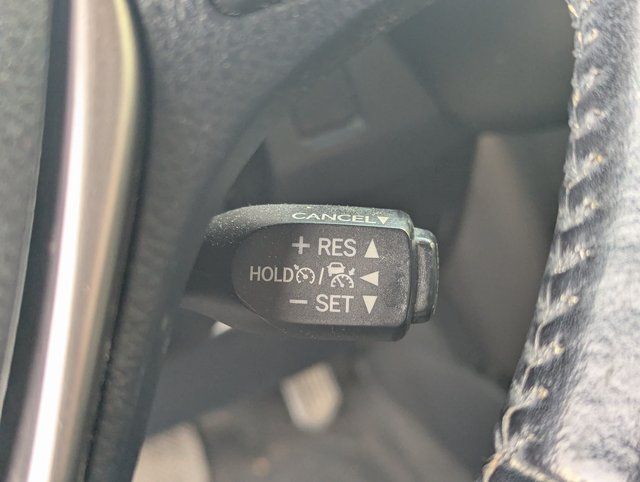 CANCEL▼
+ RES ▲
HOLD / ◀
− SET ▼